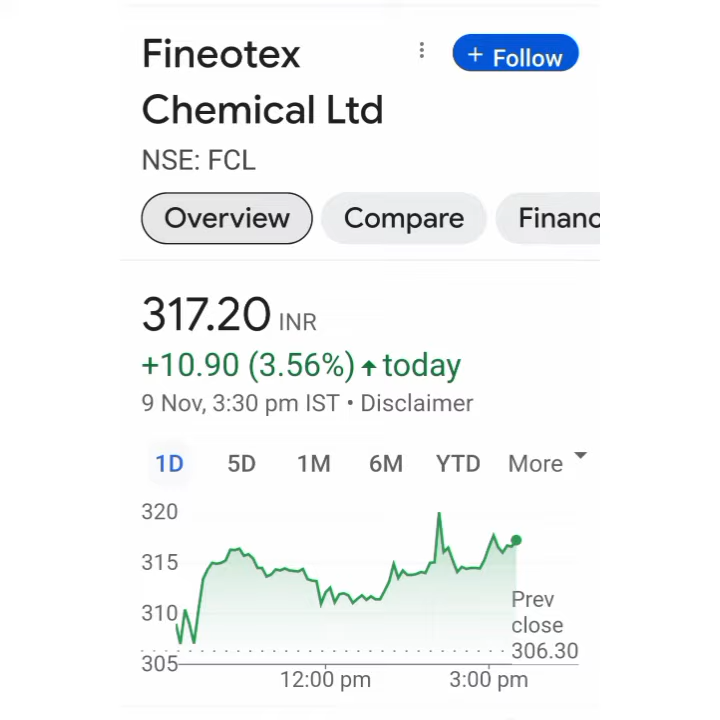 Fineotex
Chemical Ltd
+ Follow
NSE: FCL
Overview
Compare
Financ
317.20 INR
+10.90 (3.56%) ↑ today
9 Nov, 3:30 pm IST • Disclaimer
1D 5D 1M 6M YTD More
320
315
310
305
Prev
close
306.30
12:00 pm 3:00 pm